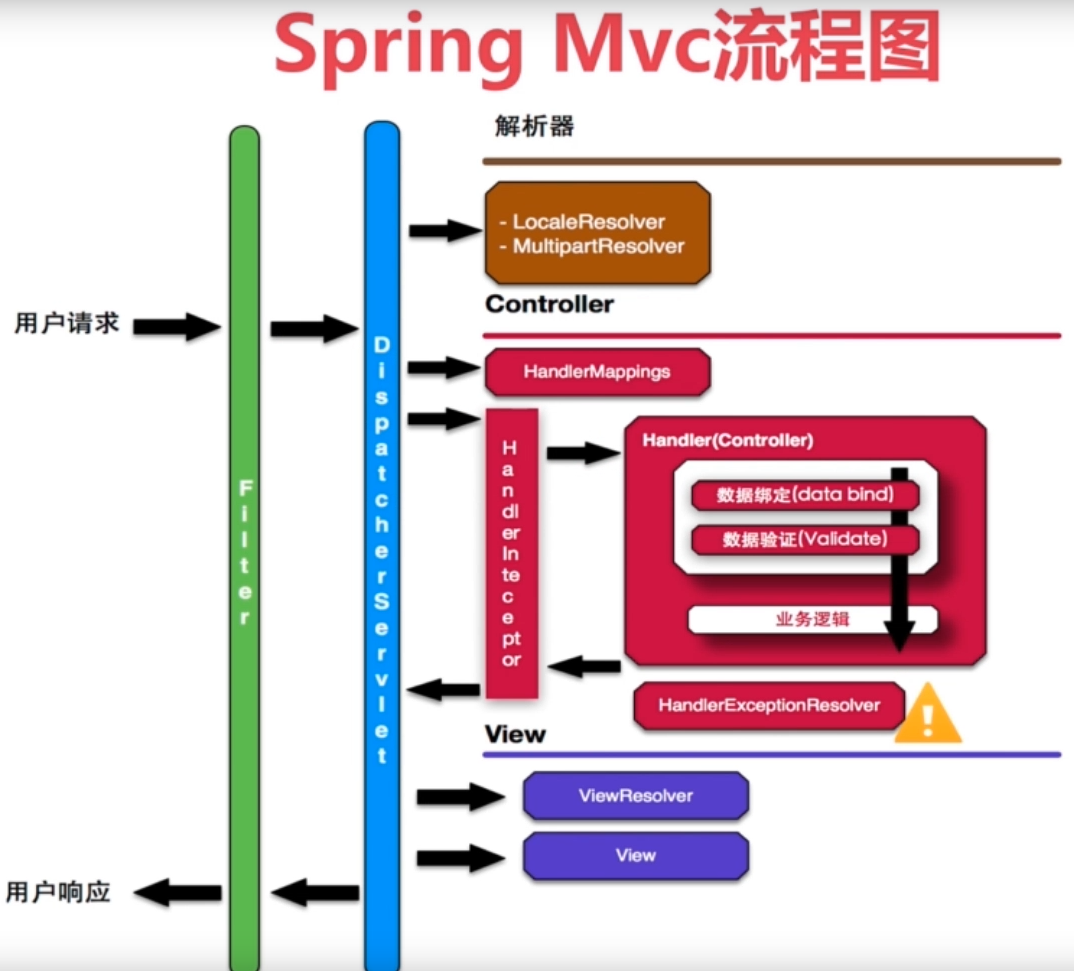 Spring Mvc流程图
解析器
- LocaleResolver
- MultipartResolver
Controller
用户请求
HandlerMappings
Filter
DispatcherServlet
HandlerInteceptor
Handler(Controller)
数据绑定(data bind)
数据验证(Validate)
业务逻辑
HandlerExceptionResolver
!
View
ViewResolver
View
用户响应